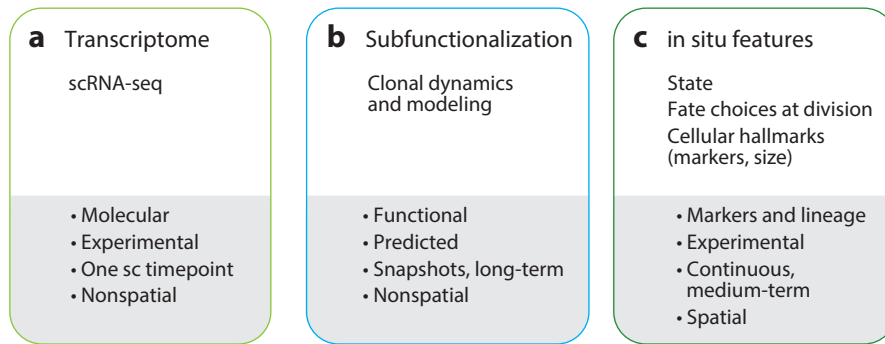 a Transcriptome
scRNA-seq
• Molecular
• Experimental
• One sc timepoint
• Nonspatial
b Subfunctionalization
Clonal dynamics
and modeling
• Functional
• Predicted
• Snapshots, long-term
• Nonspatial
c in situ features
State
Fate choices at division
Cellular hallmarks
(markers, size)
• Markers and lineage
• Experimental
• Continuous,
medium-term
• Spatial